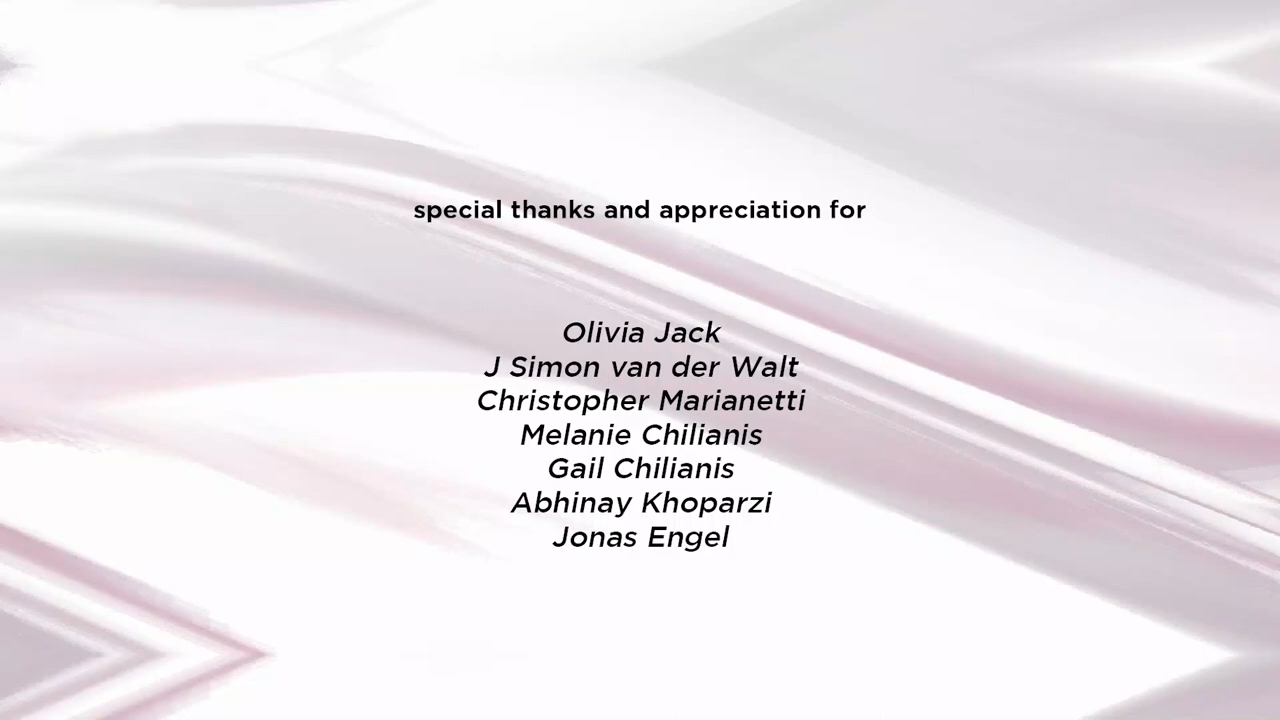 special thanks and appreciation for
Olivia Jack
J Simon van der Walt
Christopher Marianetti
Melanie Chilianis
Gail Chilianis
Abhinay Khoparzi
Jonas Engel